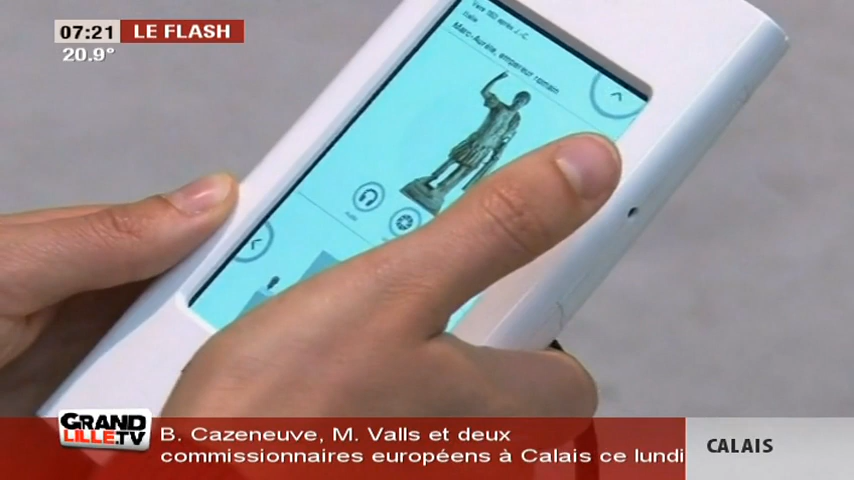 07:21 LE FLASH
20.9°
Vers 160 après J.-C.
Italie
Marc-Aurèle, empereur romain
GRAND
LILLE.TV
B. Cazeneuve, M. Valls et deux
commissionnaires européens à Calais ce lundi
CALAIS